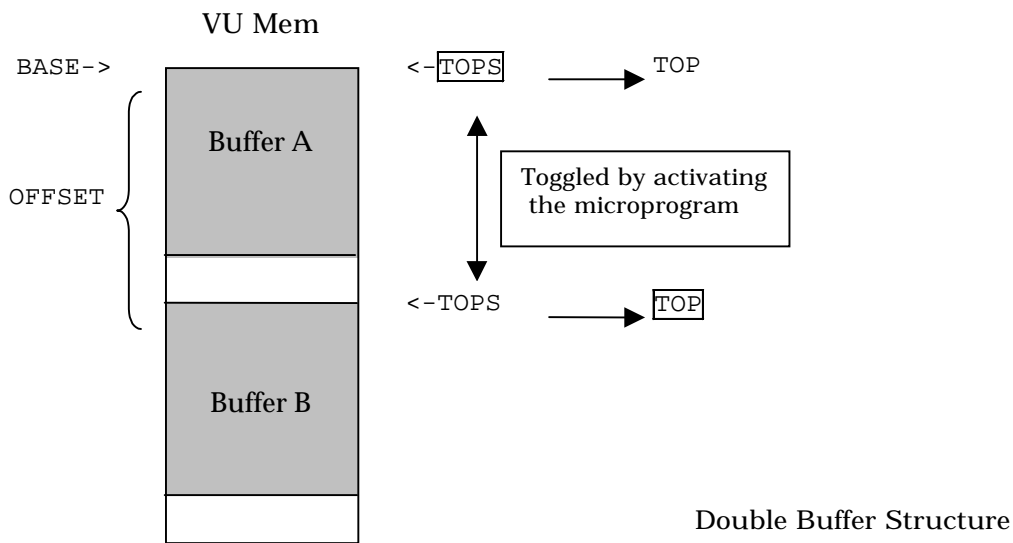 VU Mem
BASE->
<-TOPS
TOP
Buffer A
Toggled by activating
the microprogram
OFFSET
<-TOPS
TOP
Buffer B
Double Buffer Structure